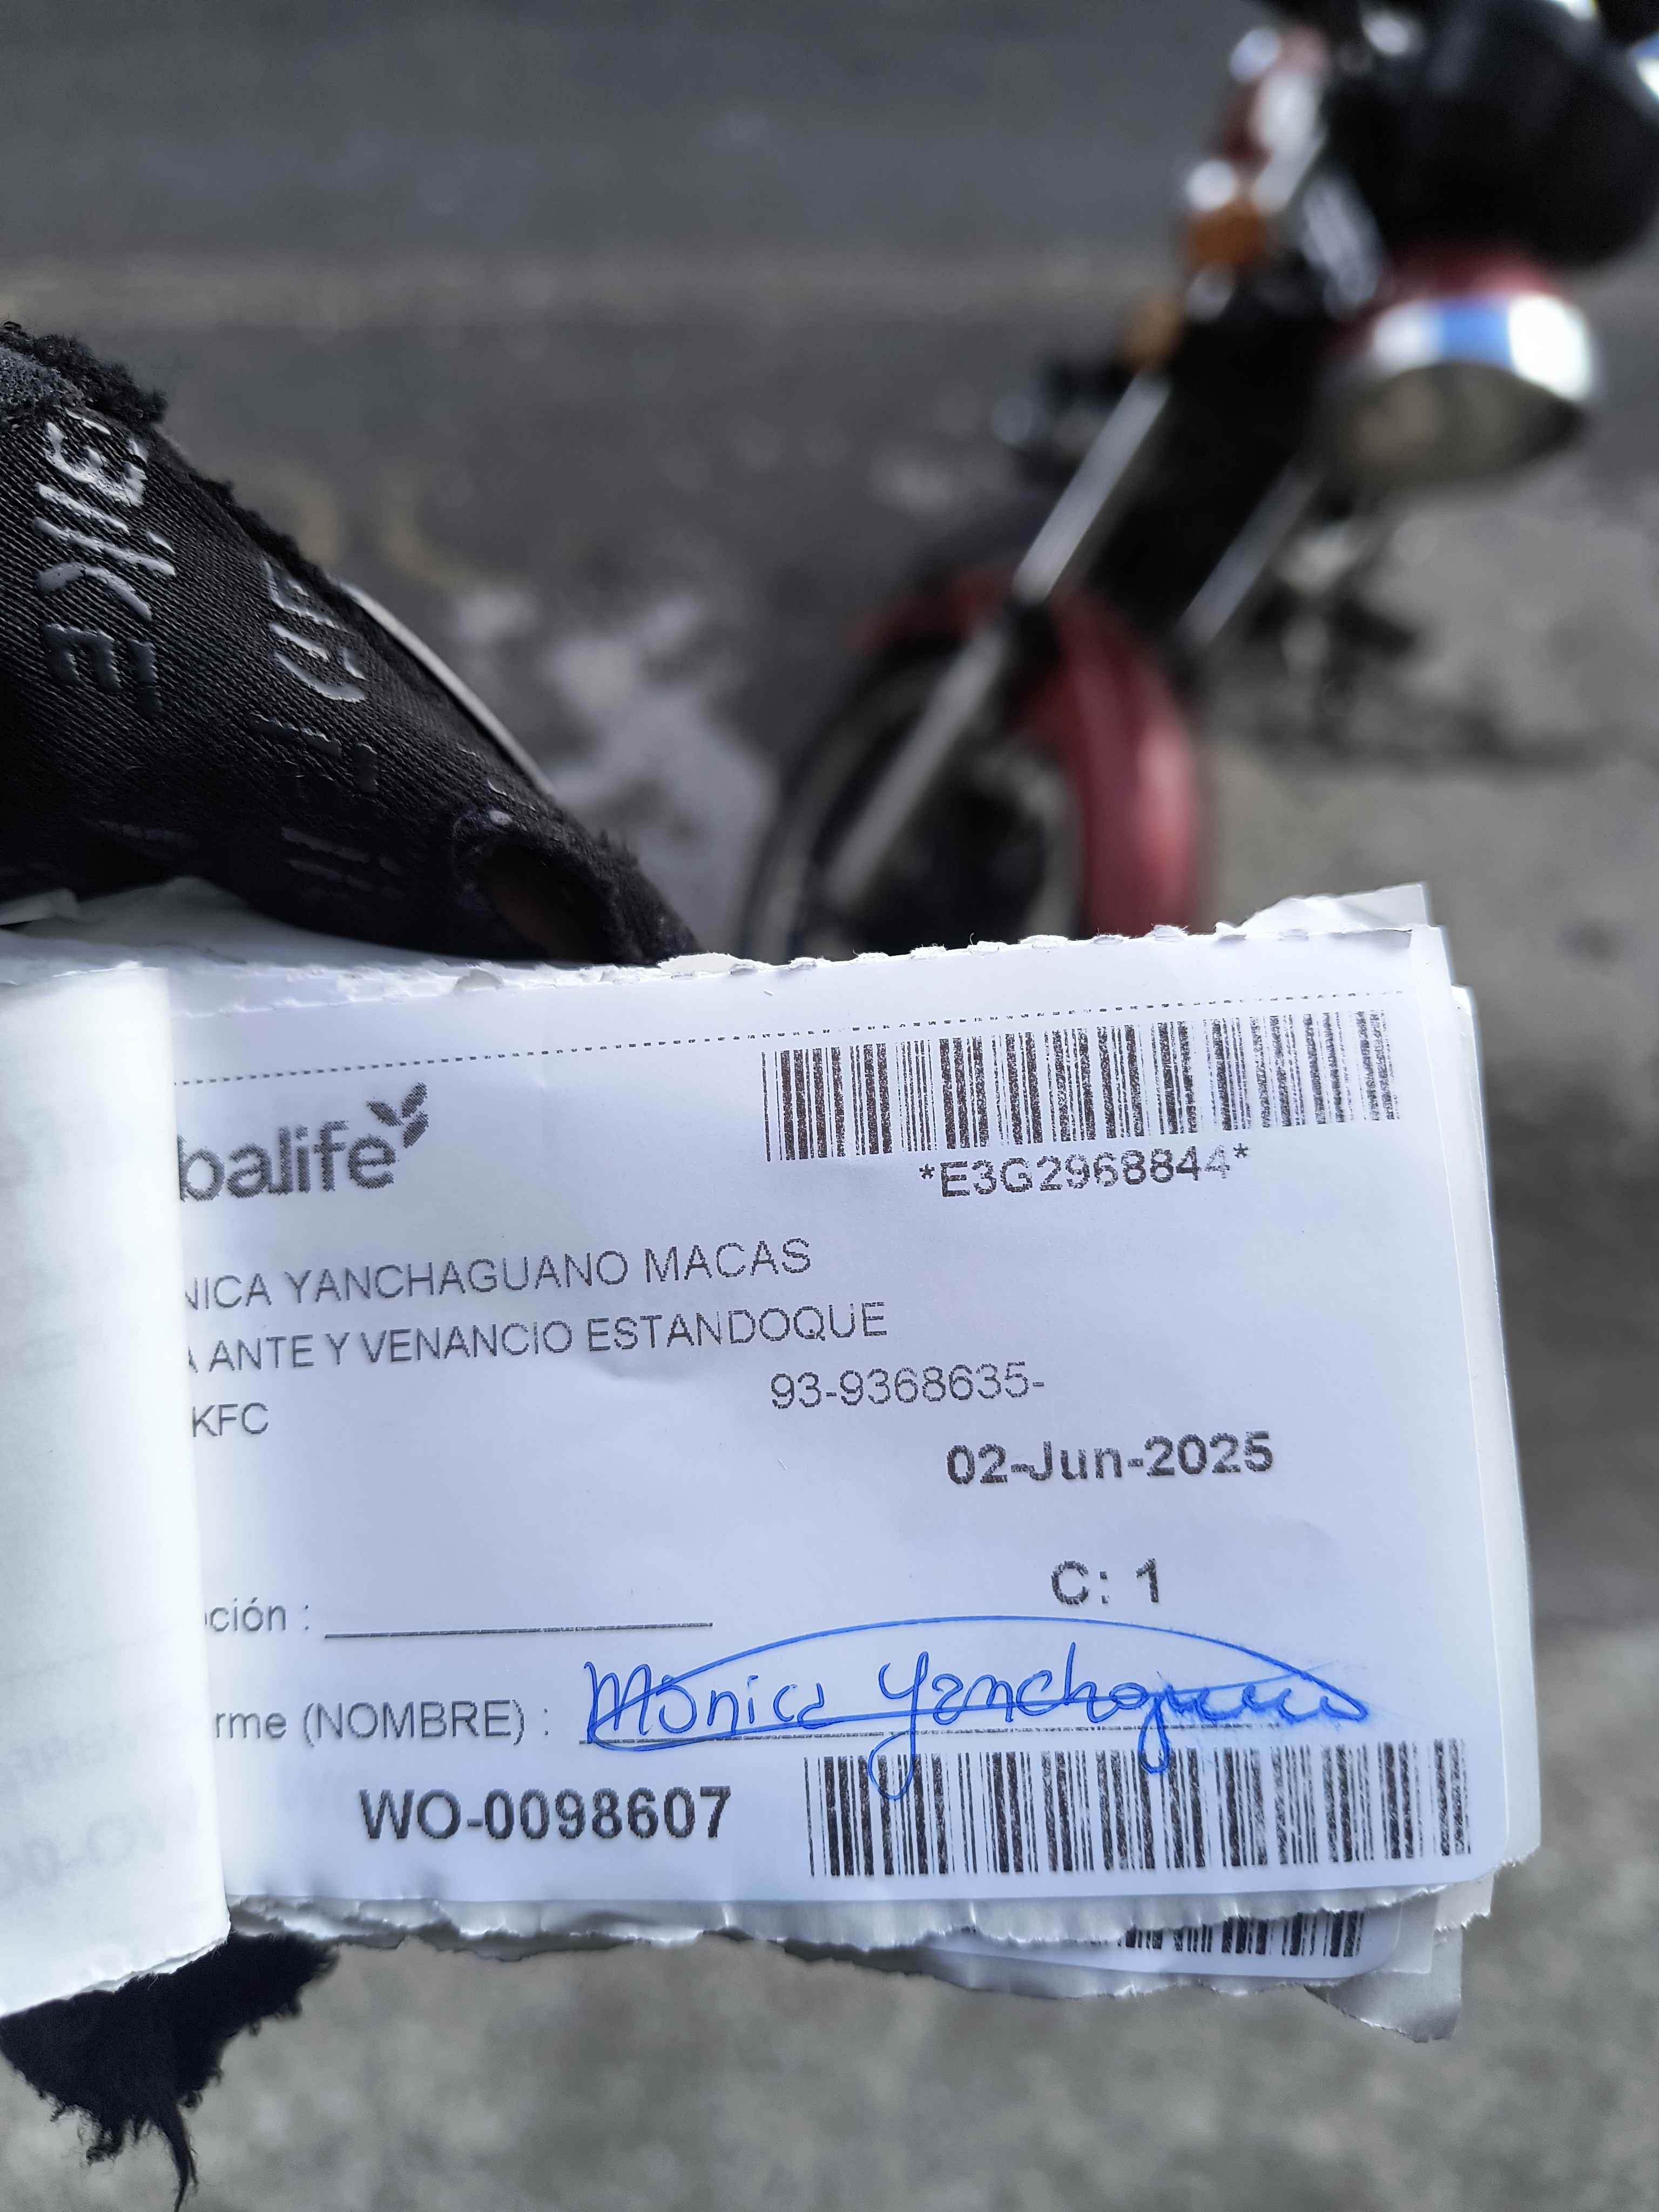 balife
*E3G2968844*
NICA YANCHAGUANO MACAS
A ANTE Y VENANCIO ESTANDOQUE
93-9368635-
KFC
02-Jun-2025
C: 1
ción :
rme (NOMBRE) : Mónica Yanchaguano
WO-0098607